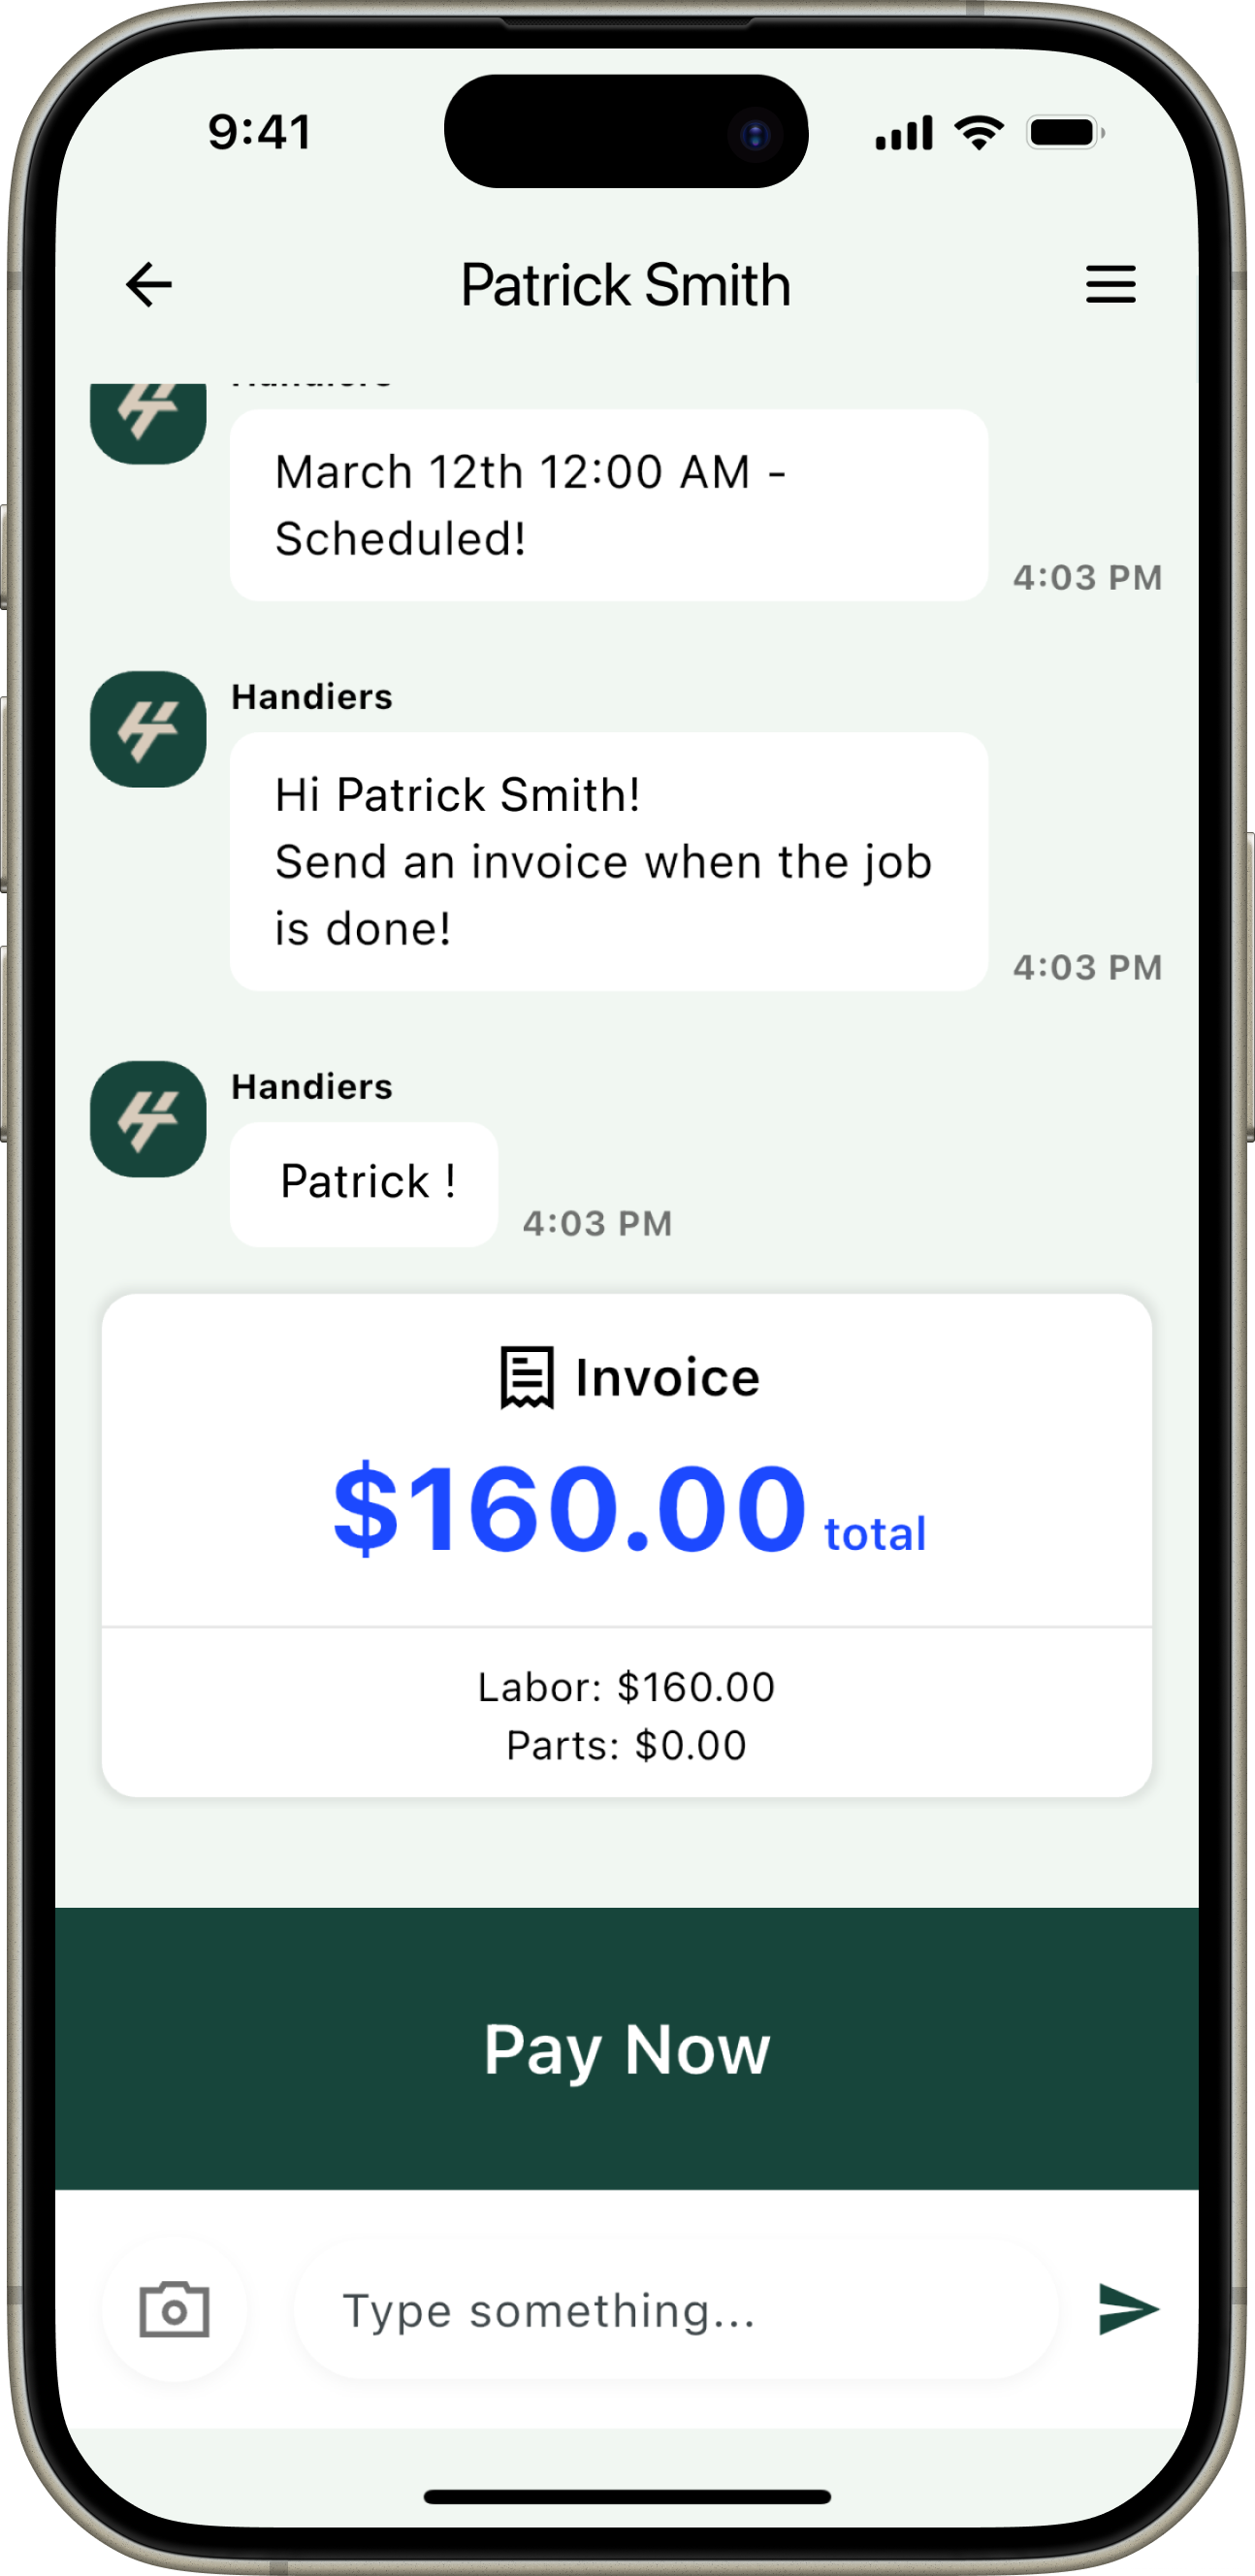 9:41
Patrick Smith
Handiers
March 12th 12:00 AM -
Scheduled!
4:03 PM
Handiers
Hi Patrick Smith!
Send an invoice when the job
is done!
4:03 PM
Handiers
Patrick !
4:03 PM
Invoice
$160.00 total
Labor: $160.00
Parts: $0.00
Pay Now
Type something...